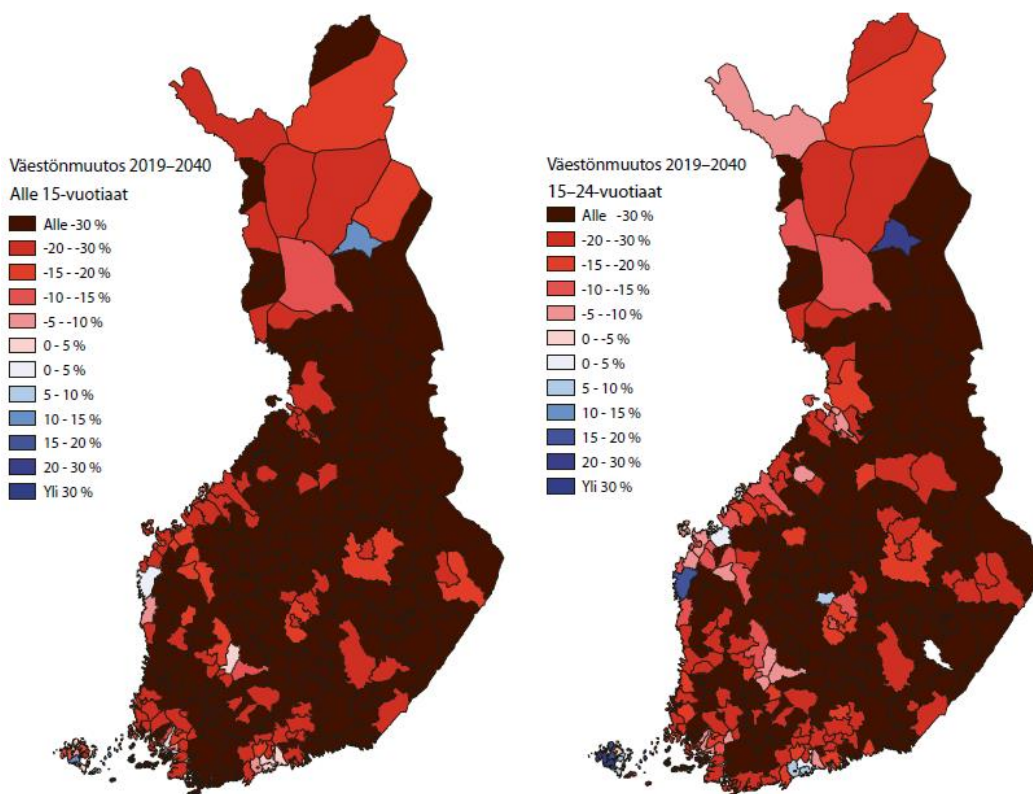 Väestönmuutos 2019–2040
Alle 15-vuotiaat
Alle -30 %
-20 - -30 %
-15 - -20 %
-10 - -15 %
-5 - -10 %
0 - 5 %
0 - 5 %
5 - 10 %
10 - 15 %
15 - 20 %
20 - 30 %
Yli 30 %
Väestönmuutos 2019–2040
15–24-vuotiaat
Alle -30 %
-20 - -30 %
-15 - -20 %
-10 - -15 %
-5 - -10 %
0 - -5 %
0 - 5 %
5 - 10 %
10 - 15 %
15 - 20 %
20 - 30 %
Yli 30 %